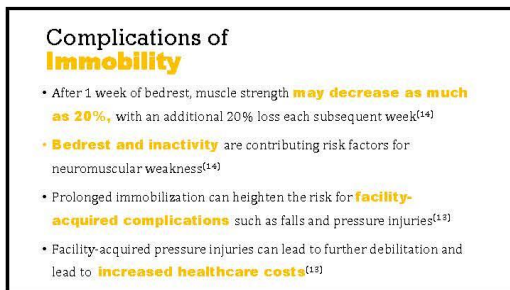 Complications of
Immobility
• After 1 week of bedrest, muscle strength may decrease as much
as 20%, with an additional 20% loss each subsequent week(14)
• Bedrest and inactivity are contributing risk factors for
neuromuscular weakness(14)
• Prolonged immobilization can heighten the risk for facility-
acquired complications such as falls and pressure injuries(13)
• Facility-acquired pressure injuries can lead to further debilitation and
lead to increased healthcare costs(13)